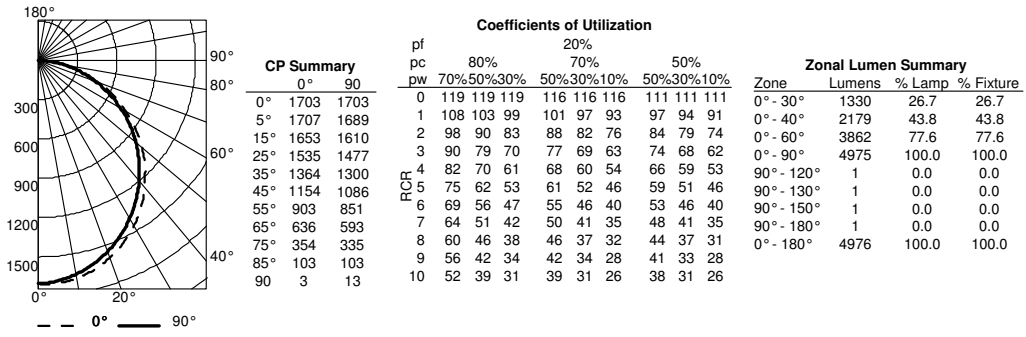 180°
90°
80°
60°
40°
300
600
900
1200
1500
0° 20°
0° 90°
CP Summary
0° 90
0° 1703 1703
5° 1707 1689
15° 1653 1610
25° 1535 1477
35° 1364 1300
45° 1154 1086
55° 903 851
65° 636 593
75° 354 335
85° 103 103
90 3 13
Coefficients of Utilization
pf 20%
pc 80% 70% 50%
pw 70%50%30% 50%30%10% 50%30%10%
RCR
0 119 119 119 116 116 116 111 111 111
1 108 103 99 101 97 93 97 94 91
2 98 90 83 88 82 76 84 79 74
3 90 79 70 77 69 63 74 68 62
4 82 70 61 68 60 54 66 59 53
5 75 62 53 61 52 46 59 51 46
6 69 56 47 55 46 40 53 46 40
7 64 51 42 50 41 35 48 41 35
8 60 46 38 46 37 32 44 37 31
9 56 42 34 42 34 28 41 33 28
10 52 39 31 39 31 26 38 31 26
Zonal Lumen Summary
Zone Lumens % Lamp % Fixture
0° - 30° 1330 26.7 26.7
0° - 40° 2179 43.8 43.8
0° - 60° 3862 77.6 77.6
0° - 90° 4975 100.0 100.0
90° - 120° 1 0.0 0.0
90° - 130° 1 0.0 0.0
90° - 150° 1 0.0 0.0
90° - 180° 1 0.0 0.0
0° - 180° 4976 100.0 100.0